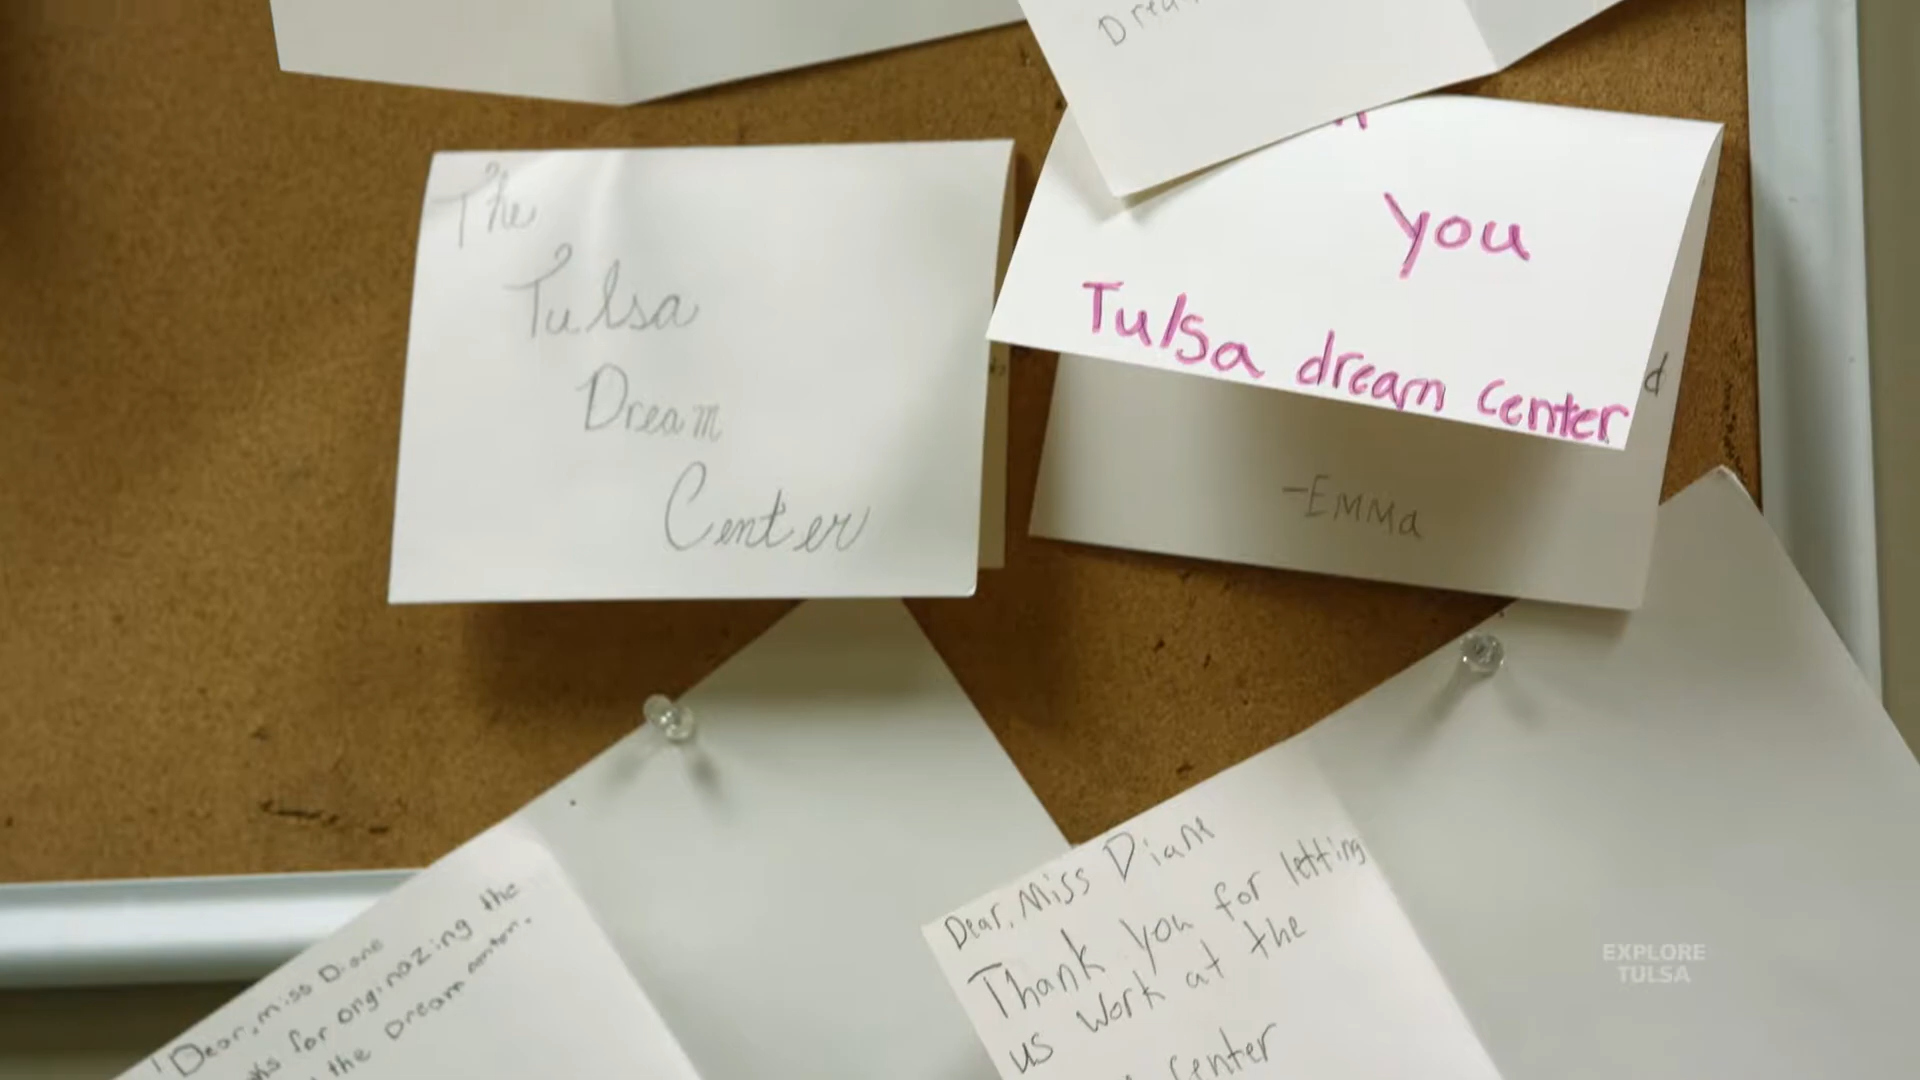 The
Tulsa
Dream
Center
you
Tulsa dream center
d
-EMMa
Dear, Miss Diane
Thank you for letting
us work at the
Center
Dear, miss Diane
for orginazing the
the Dream center.
EXPLORE
TULSA